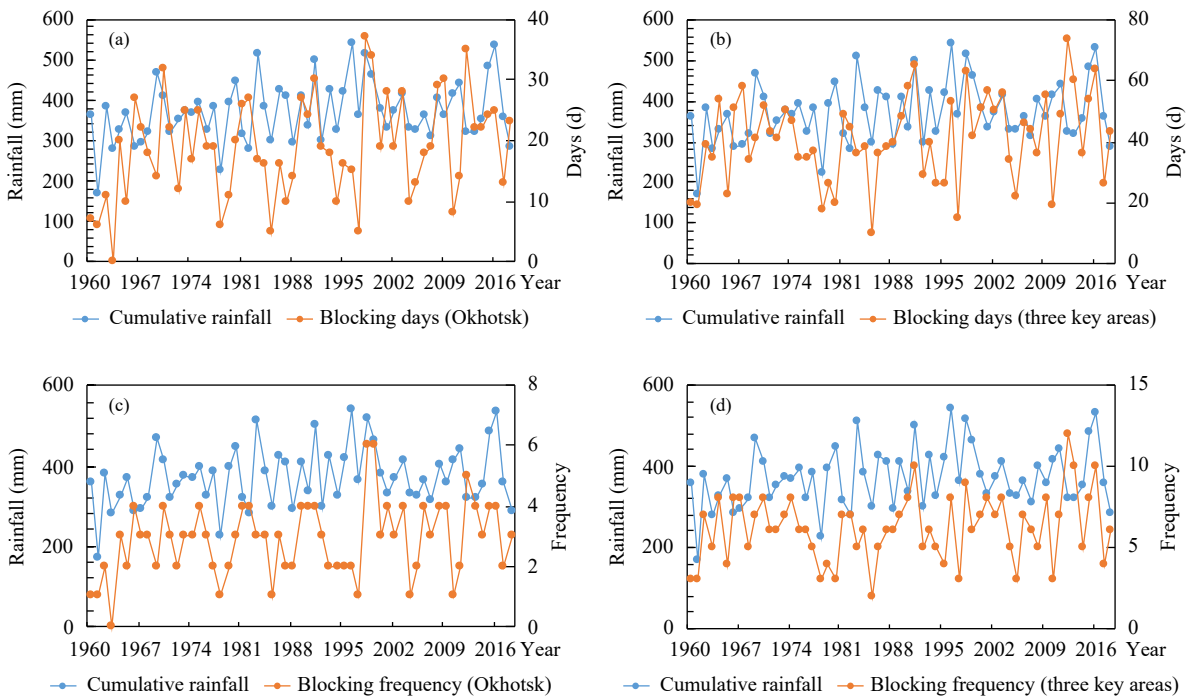 (a)
Rainfall (mm)
600
500
400
300
200
100
0
Days (d)
40
30
20
10
0
1960 1967 1974 1981 1988 1995 2002 2009 2016 Year
Cumulative rainfall Blocking days (Okhotsk)
(b)
Rainfall (mm)
600
500
400
300
200
100
0
Days (d)
80
60
40
20
0
1960 1967 1974 1981 1988 1995 2002 2009 2016 Year
Cumulative rainfall Blocking days (three key areas)
(c)
Rainfall (mm)
600
400
200
0
Frequency
8
6
4
2
0
1960 1967 1974 1981 1988 1995 2002 2009 2016 Year
Cumulative rainfall Blocking frequency (Okhotsk)
(d)
Rainfall (mm)
600
400
200
0
Frequency
15
10
5
0
1960 1967 1974 1981 1988 1995 2002 2009 2016 Year
Cumulative rainfall Blocking frequency (three key areas)